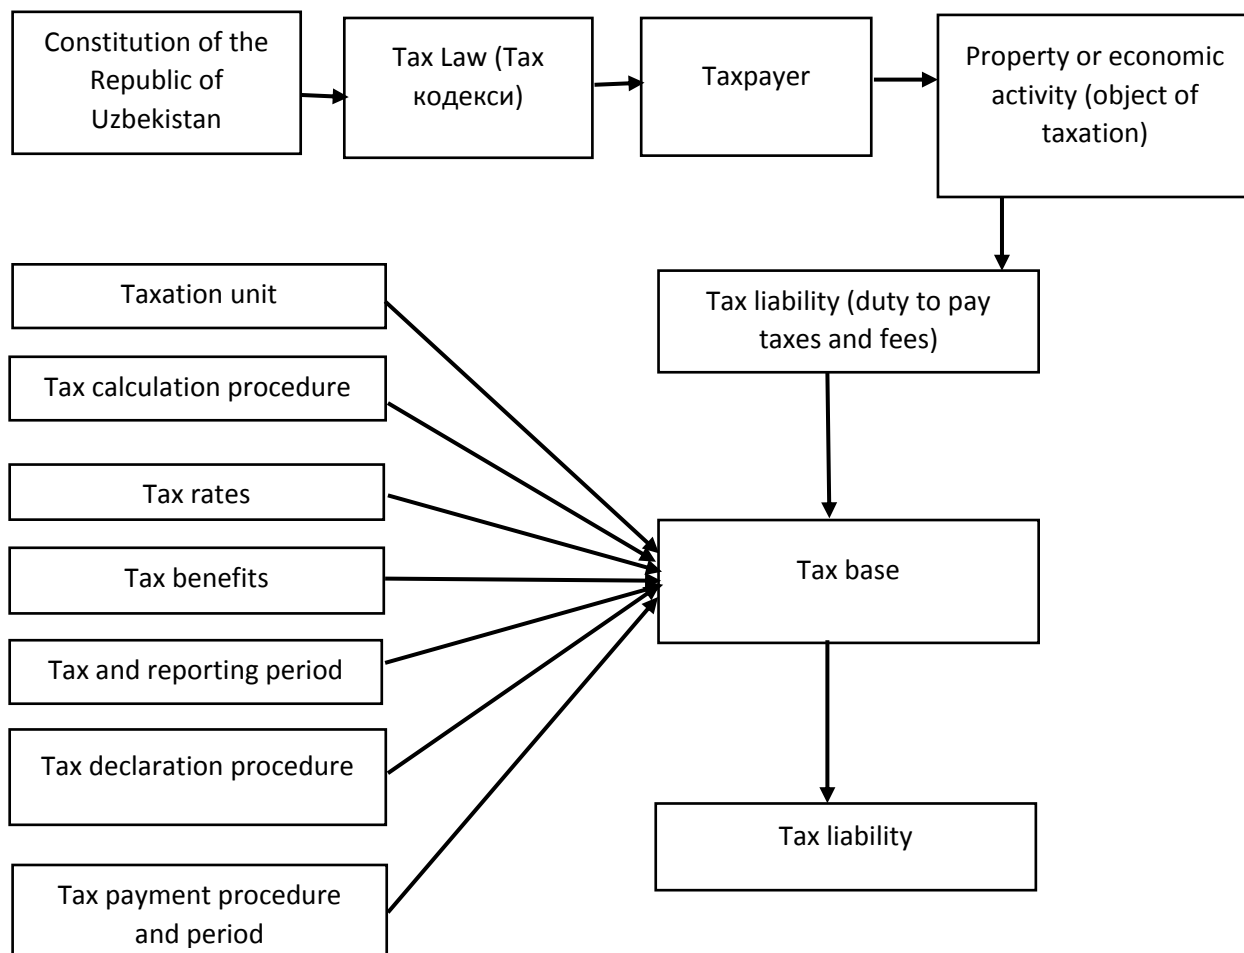 Constitution of the
Republic of
Uzbekistan
Tax Law (Tax
кодекси)
Taxpayer
Property or economic
activity (object of
taxation)
Taxation unit
Tax liability (duty to pay
taxes and fees)
Tax calculation procedure
Tax rates
Tax benefits
Tax base
Tax and reporting period
Tax declaration procedure
Tax liability
Tax payment procedure
and period